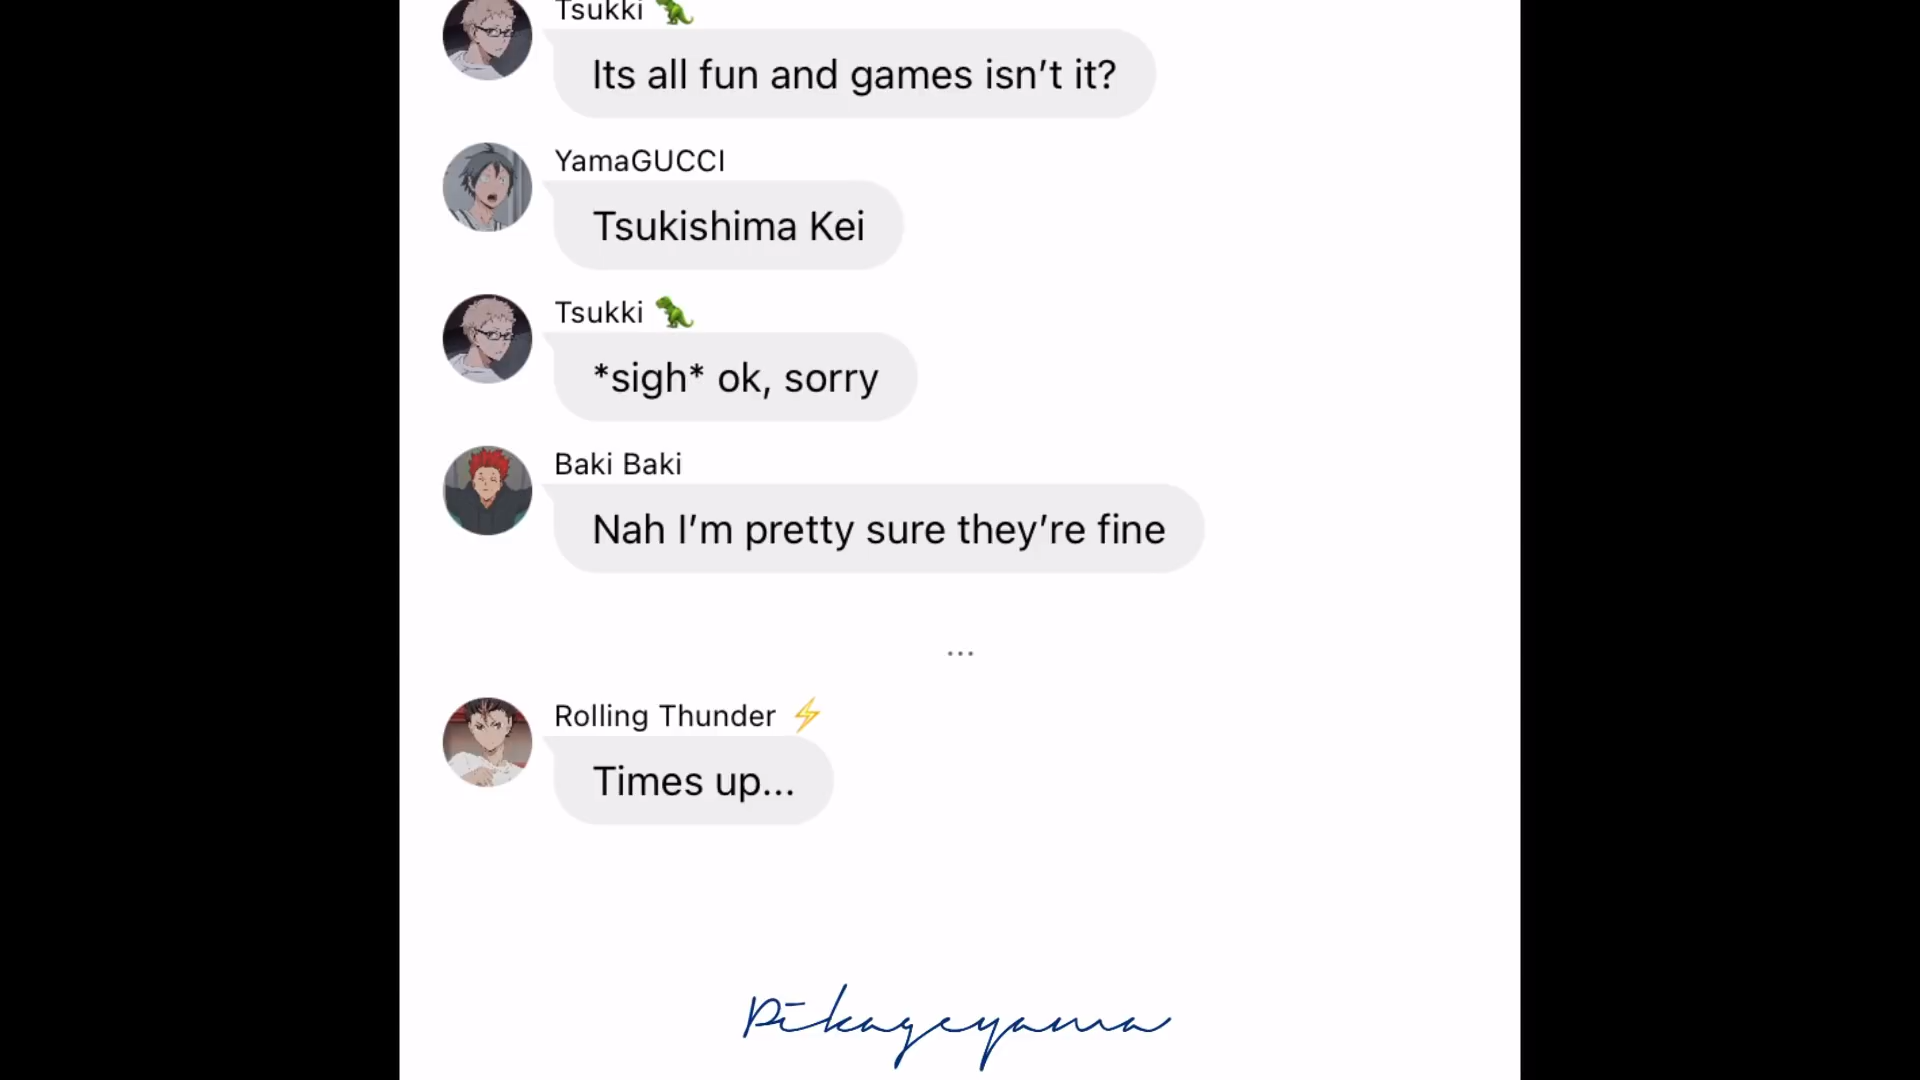 Tsukki 🦖
Its all fun and games isn’t it?
YamaGUCCI
Tsukishima Kei
Tsukki 🦖
*sigh* ok, sorry
Baki Baki
Nah I’m pretty sure they’re fine
...
Rolling Thunder ⚡
Times up...
Pikageyama